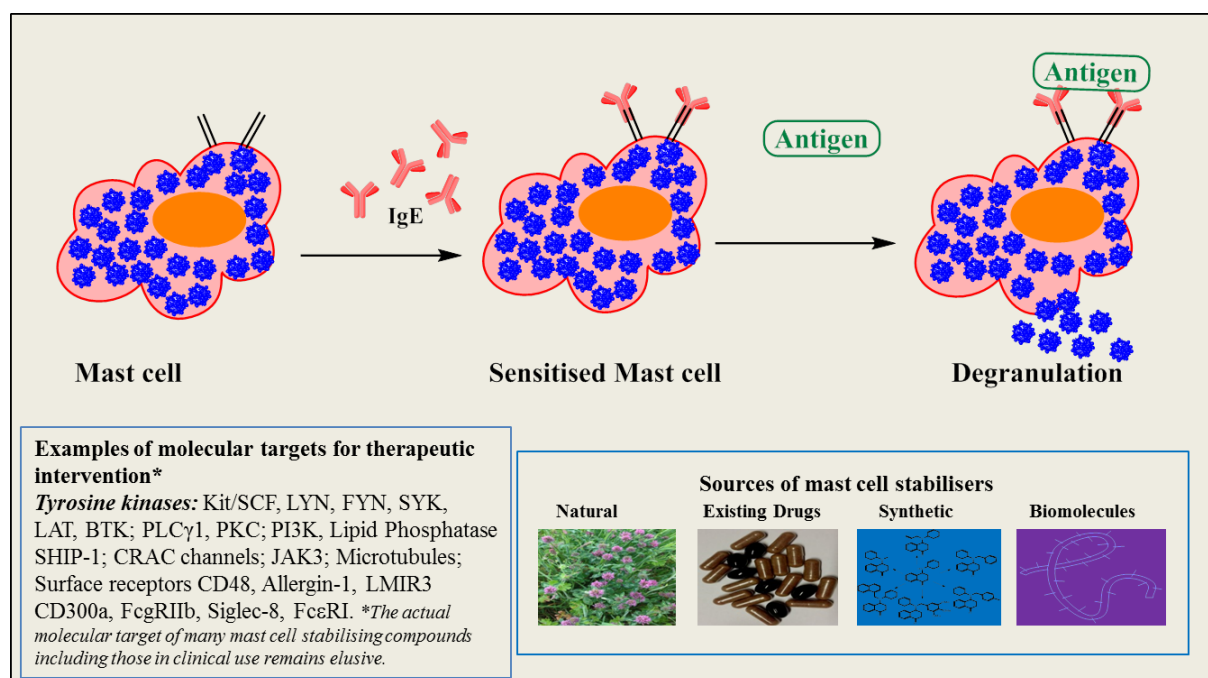 Antigen
Antigen
IgE
Mast cell
Sensitised Mast cell
Degranulation
Examples of molecular targets for therapeutic
intervention*
Tyrosine kinases: Kit/SCF, LYN, FYN, SYK,
LAT, BTK; PLCγ1, PKC; PI3K, Lipid Phosphatase
SHIP-1; CRAC channels; JAK3; Microtubules;
Surface receptors CD48, Allergin-1, LMIR3
CD300a, FcgRIIb, Siglec-8, FcεRI. *The actual
molecular target of many mast cell stabilising compounds
including those in clinical use remains elusive.
Sources of mast cell stabilisers
Natural
Existing Drugs
Synthetic
Biomolecules